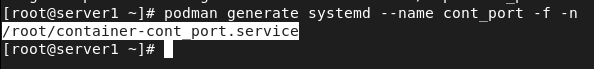 [root@server1 ~]# podman generate systemd --name cont_port -f -n
/root/container-cont_port.service
[root@server1 ~]#